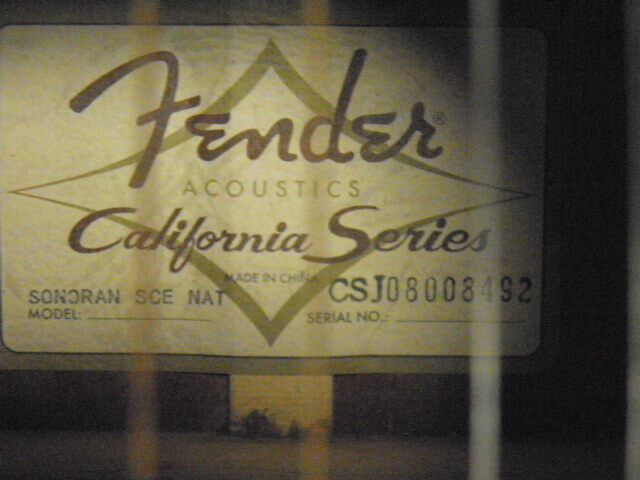 Fender®
ACOUSTICS
California Series
MADE IN CHINA
SONORAN SCE NAT CSJ08008492
MODEL: SERIAL NO.: